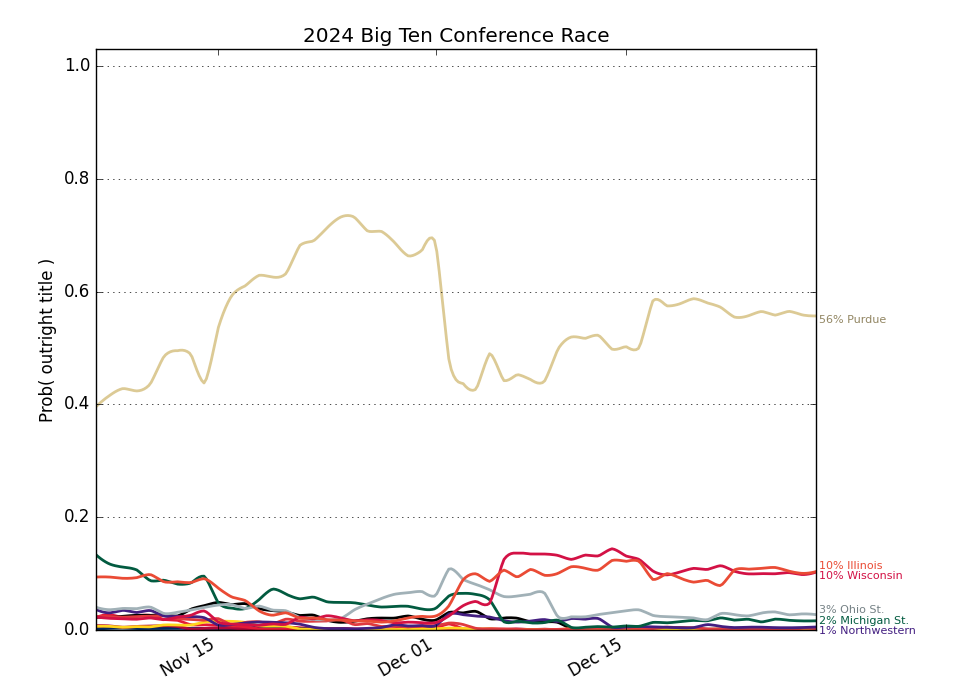 2024 Big Ten Conference Race
1.0
0.8
0.6
0.4
0.2
0.0
Prob( outright title )
56% Purdue
10% Illinois
10% Wisconsin
3% Ohio St.
2% Michigan St.
1% Northwestern
Nov 15
Dec 01
Dec 15